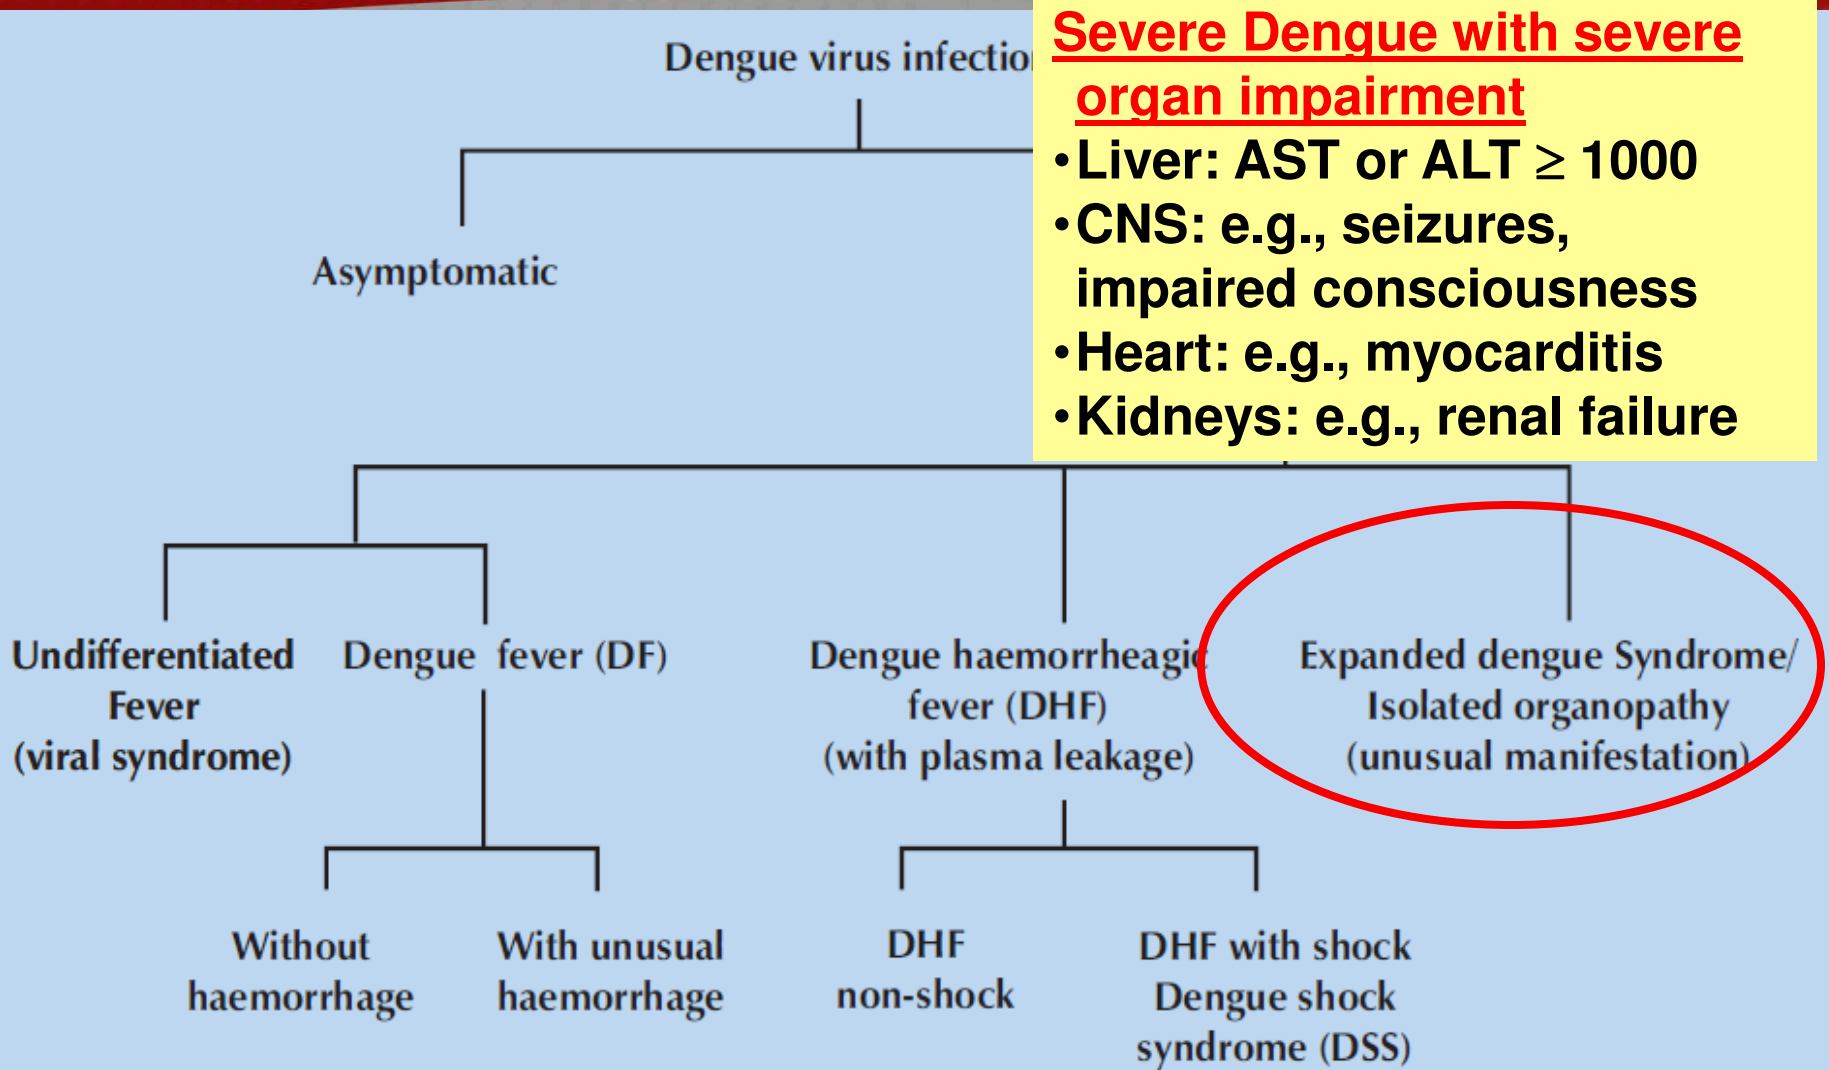 Dengue virus infectio
Severe Dengue with severe
organ impairment
•Liver: AST or ALT ≥ 1000
•CNS: e.g., seizures,
impaired consciousness
•Heart: e.g., myocarditis
•Kidneys: e.g., renal failure
Asymptomatic
Undifferentiated
Fever
(viral syndrome)
Dengue fever (DF)
Dengue haemorrheagic
fever (DHF)
(with plasma leakage)
Expanded dengue Syndrome/
Isolated organopathy
(unusual manifestation)
Without
haemorrhage
With unusual
haemorrhage
DHF
non-shock
DHF with shock
Dengue shock
syndrome (DSS)